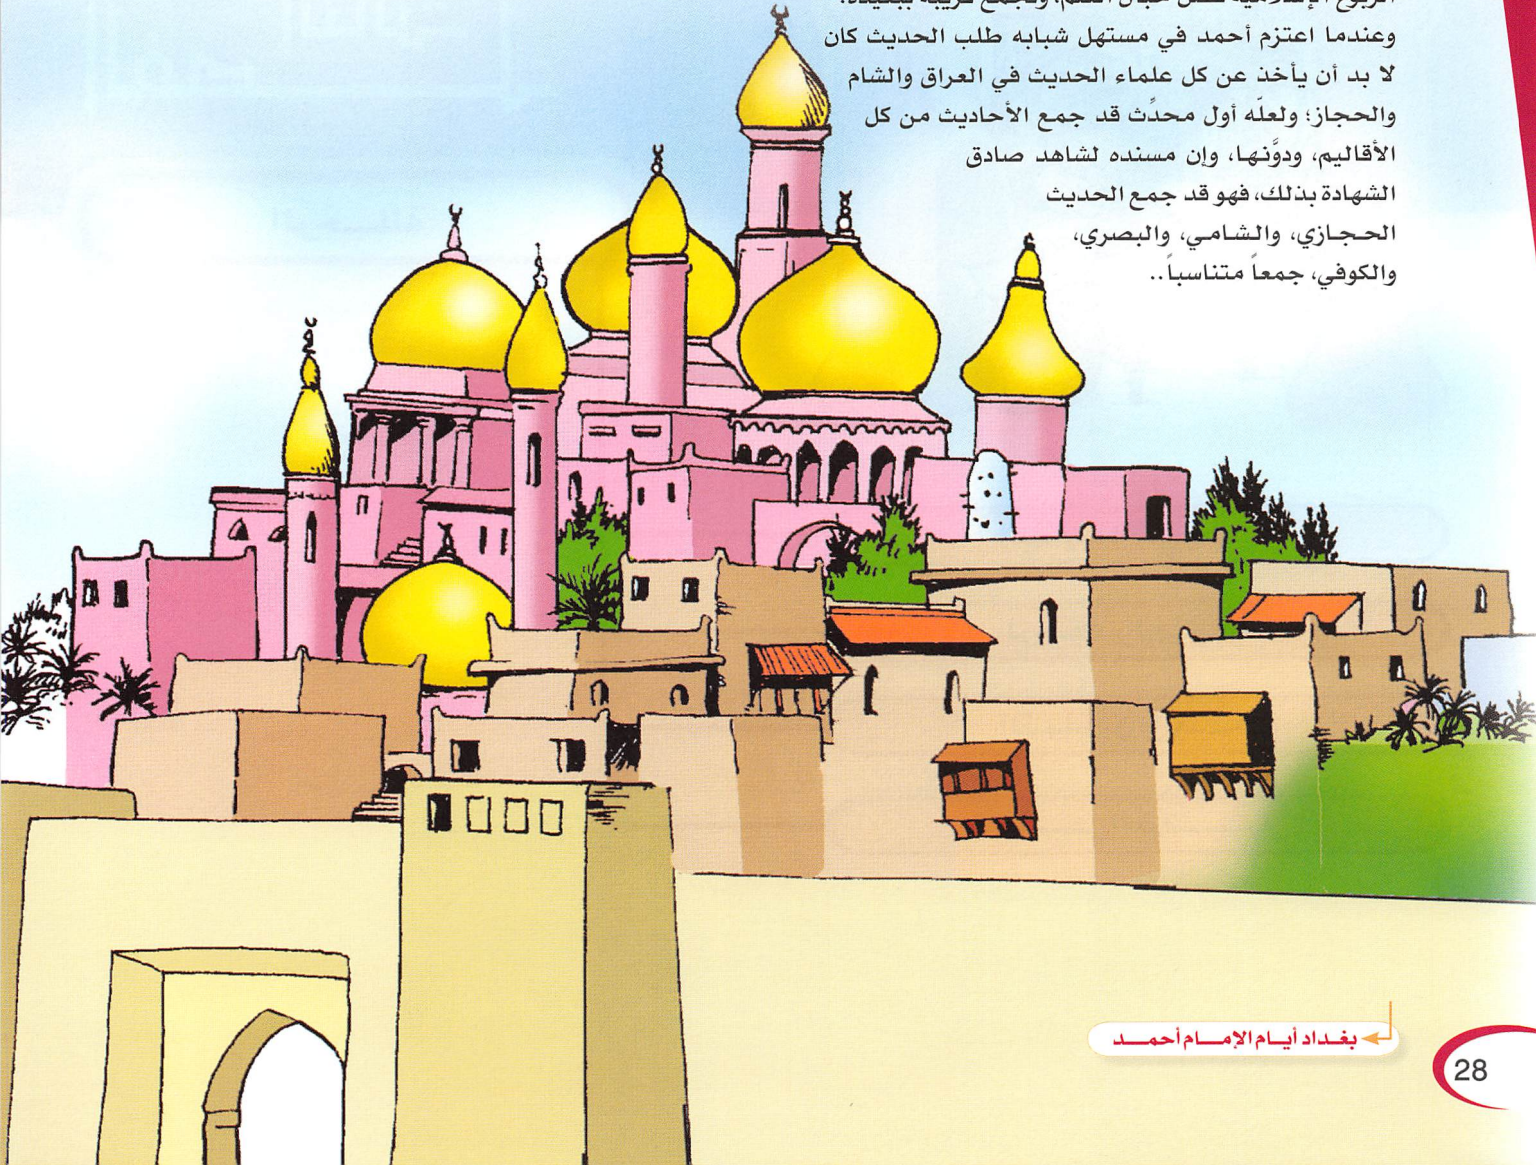 وعندما اعتزم أحمد في مستهل شبابه طلب الحديث كان
لا بد أن يأخذ عن كل علماء الحديث في العراق والشام
والحجاز؛ ولعلّه أول محدِّث قد جمع الأحاديث من كل
الأقاليم، ودوَّنها، وإن مسنده لشاهد صادق
الشهادة بذلك، فهو قد جمع الحديث
الحجازي، والشامي، والبصري،
والكوفي، جمعاً متناسباً..
بغداد أيام الإمام أحمد
28